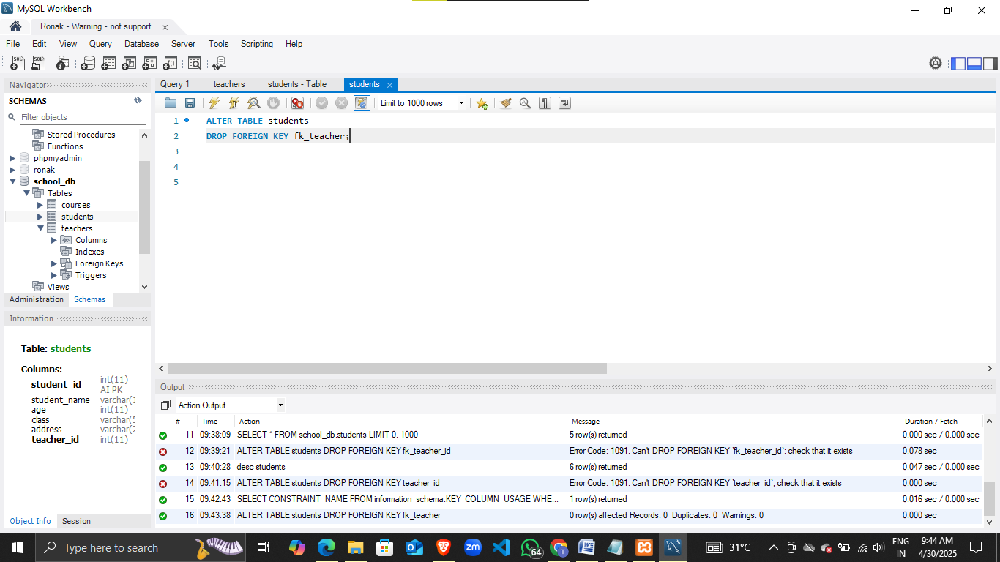 MySQL Workbench
Ronak - Warning - not support...
File Edit View Query Database Server Tools Scripting Help
Navigator
SCHEMAS
Filter objects
Stored Procedures
Functions
phpmyadmin
ronak
school_db
Tables
courses
students
teachers
Columns
Indexes
Foreign Keys
Triggers
Views
Administration Schemas
Information
Table: students
Columns:
student_id int(11)
AI PK
student_name varchar(
age int(11)
class varchar(
address varchar(
teacher_id int(11)
Object Info Session
Query 1 teachers students - Table students
Limit to 1000 rows
1 ALTER TABLE students
2 DROP FOREIGN KEY fk_teacher;
3
4
5
Output
Action Output
# Time Action Message Duration / Fetch
11 09:38:09 SELECT * FROM school_db.students LIMIT 0, 1000 5 row(s) returned 0.000 sec / 0.000 sec
12 09:39:21 ALTER TABLE students DROP FOREIGN KEY fk_teacher_id Error Code: 1091. Can't DROP FOREIGN KEY `fk_teacher_id`; check that it exists 0.078 sec
13 09:40:28 desc students 6 row(s) returned 0.047 sec / 0.000 sec
14 09:41:15 ALTER TABLE students DROP FOREIGN KEY teacher_id Error Code: 1091. Can't DROP FOREIGN KEY `teacher_id`; check that it exists 0.000 sec
15 09:42:43 SELECT CONSTRAINT_NAME FROM information_schema.KEY_COLUMN_USAGE WHE... 1 row(s) returned 0.016 sec / 0.000 sec
16 09:43:38 ALTER TABLE students DROP FOREIGN KEY fk_teacher 0 row(s) affected Records: 0 Duplicates: 0 Warnings: 0 0.000 sec
Type here to search
zm
64
31°C
ENG
IN
9:44 AM
4/30/2025